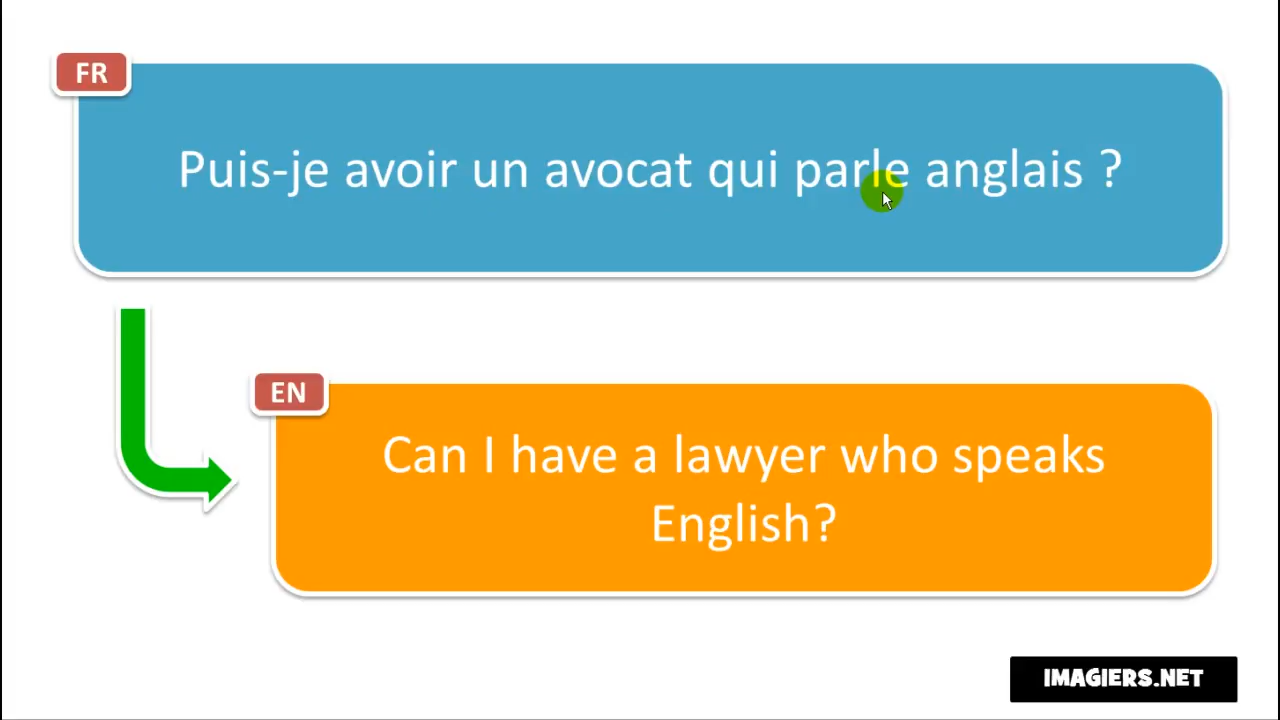 FR
Puis-je avoir un avocat qui parle anglais ?
EN
Can I have a lawyer who speaks
English?
IMAGIERS.NET